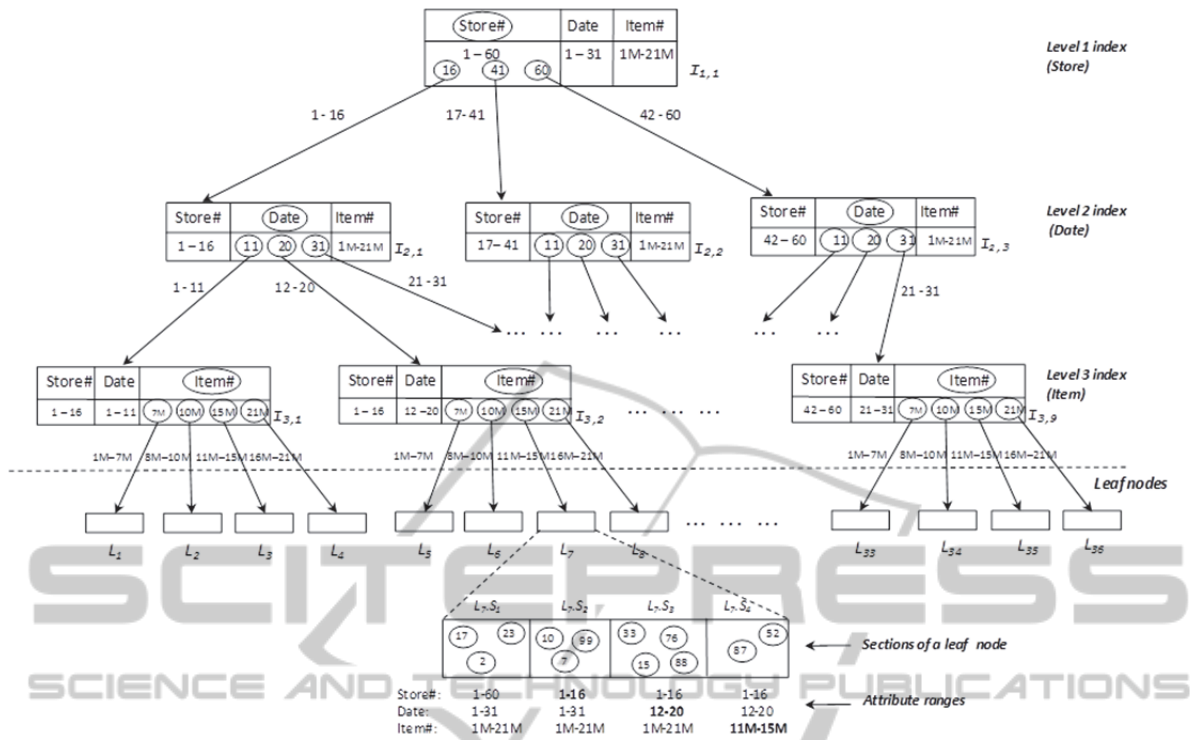 Store# Date Item#
1 – 60 1 – 31 1M-21M
16 41 60
I1,1
Level 1 index
(Store)
1 - 16 17- 41 42 - 60
Store# Date Item#
1 – 16 11 20 31 1M-21M
I2,1
Store# Date Item#
17– 41 11 20 31 1M-21M
I2,2
Store# Date Item#
42 – 60 11 20 31 1M-21M
I2,3
Level 2 index
(Date)
1 - 11 12 -20 21 -31 21 -31
... ... ... ... ... ...
Store# Date Item#
1 – 16 1 – 11 7M 10M 15M 21M
I3,1
Store# Date Item#
1 – 16 12 –20 7M 10M 15M 21M
I3,2
... ... ...
Store# Date Item#
42 – 60 21 –31 7M 10M 15M 21M
I3,9
Level 3 index
(Item)
1M–7M 8M–10M 11M–15M 16M–21M
1M–7M 8M–10M 11M–15M 16M–21M
1M–7M 8M–10M 11M–15M 16M–21M
Leaf nodes
L1 L2 L3 L4 L5 L6 L7 L8 ... ... ... L33 L34 L35 L36
SCITEPRESS
L7.S1 L7.S2 L7.S3 L7.S4
17 23 2
10 99 7
33 76 15 88
52 87
Sections of a leaf node
SCIENCE AND TECHNOLOGY PUBLICATIONS
Store#: 1-60 1-16 1-16 1-16
Date: 1-31 1-31 12-20 12-20
Item#: 1M-21M 1M-21M 1M-21M 11M-15M
Attribute ranges